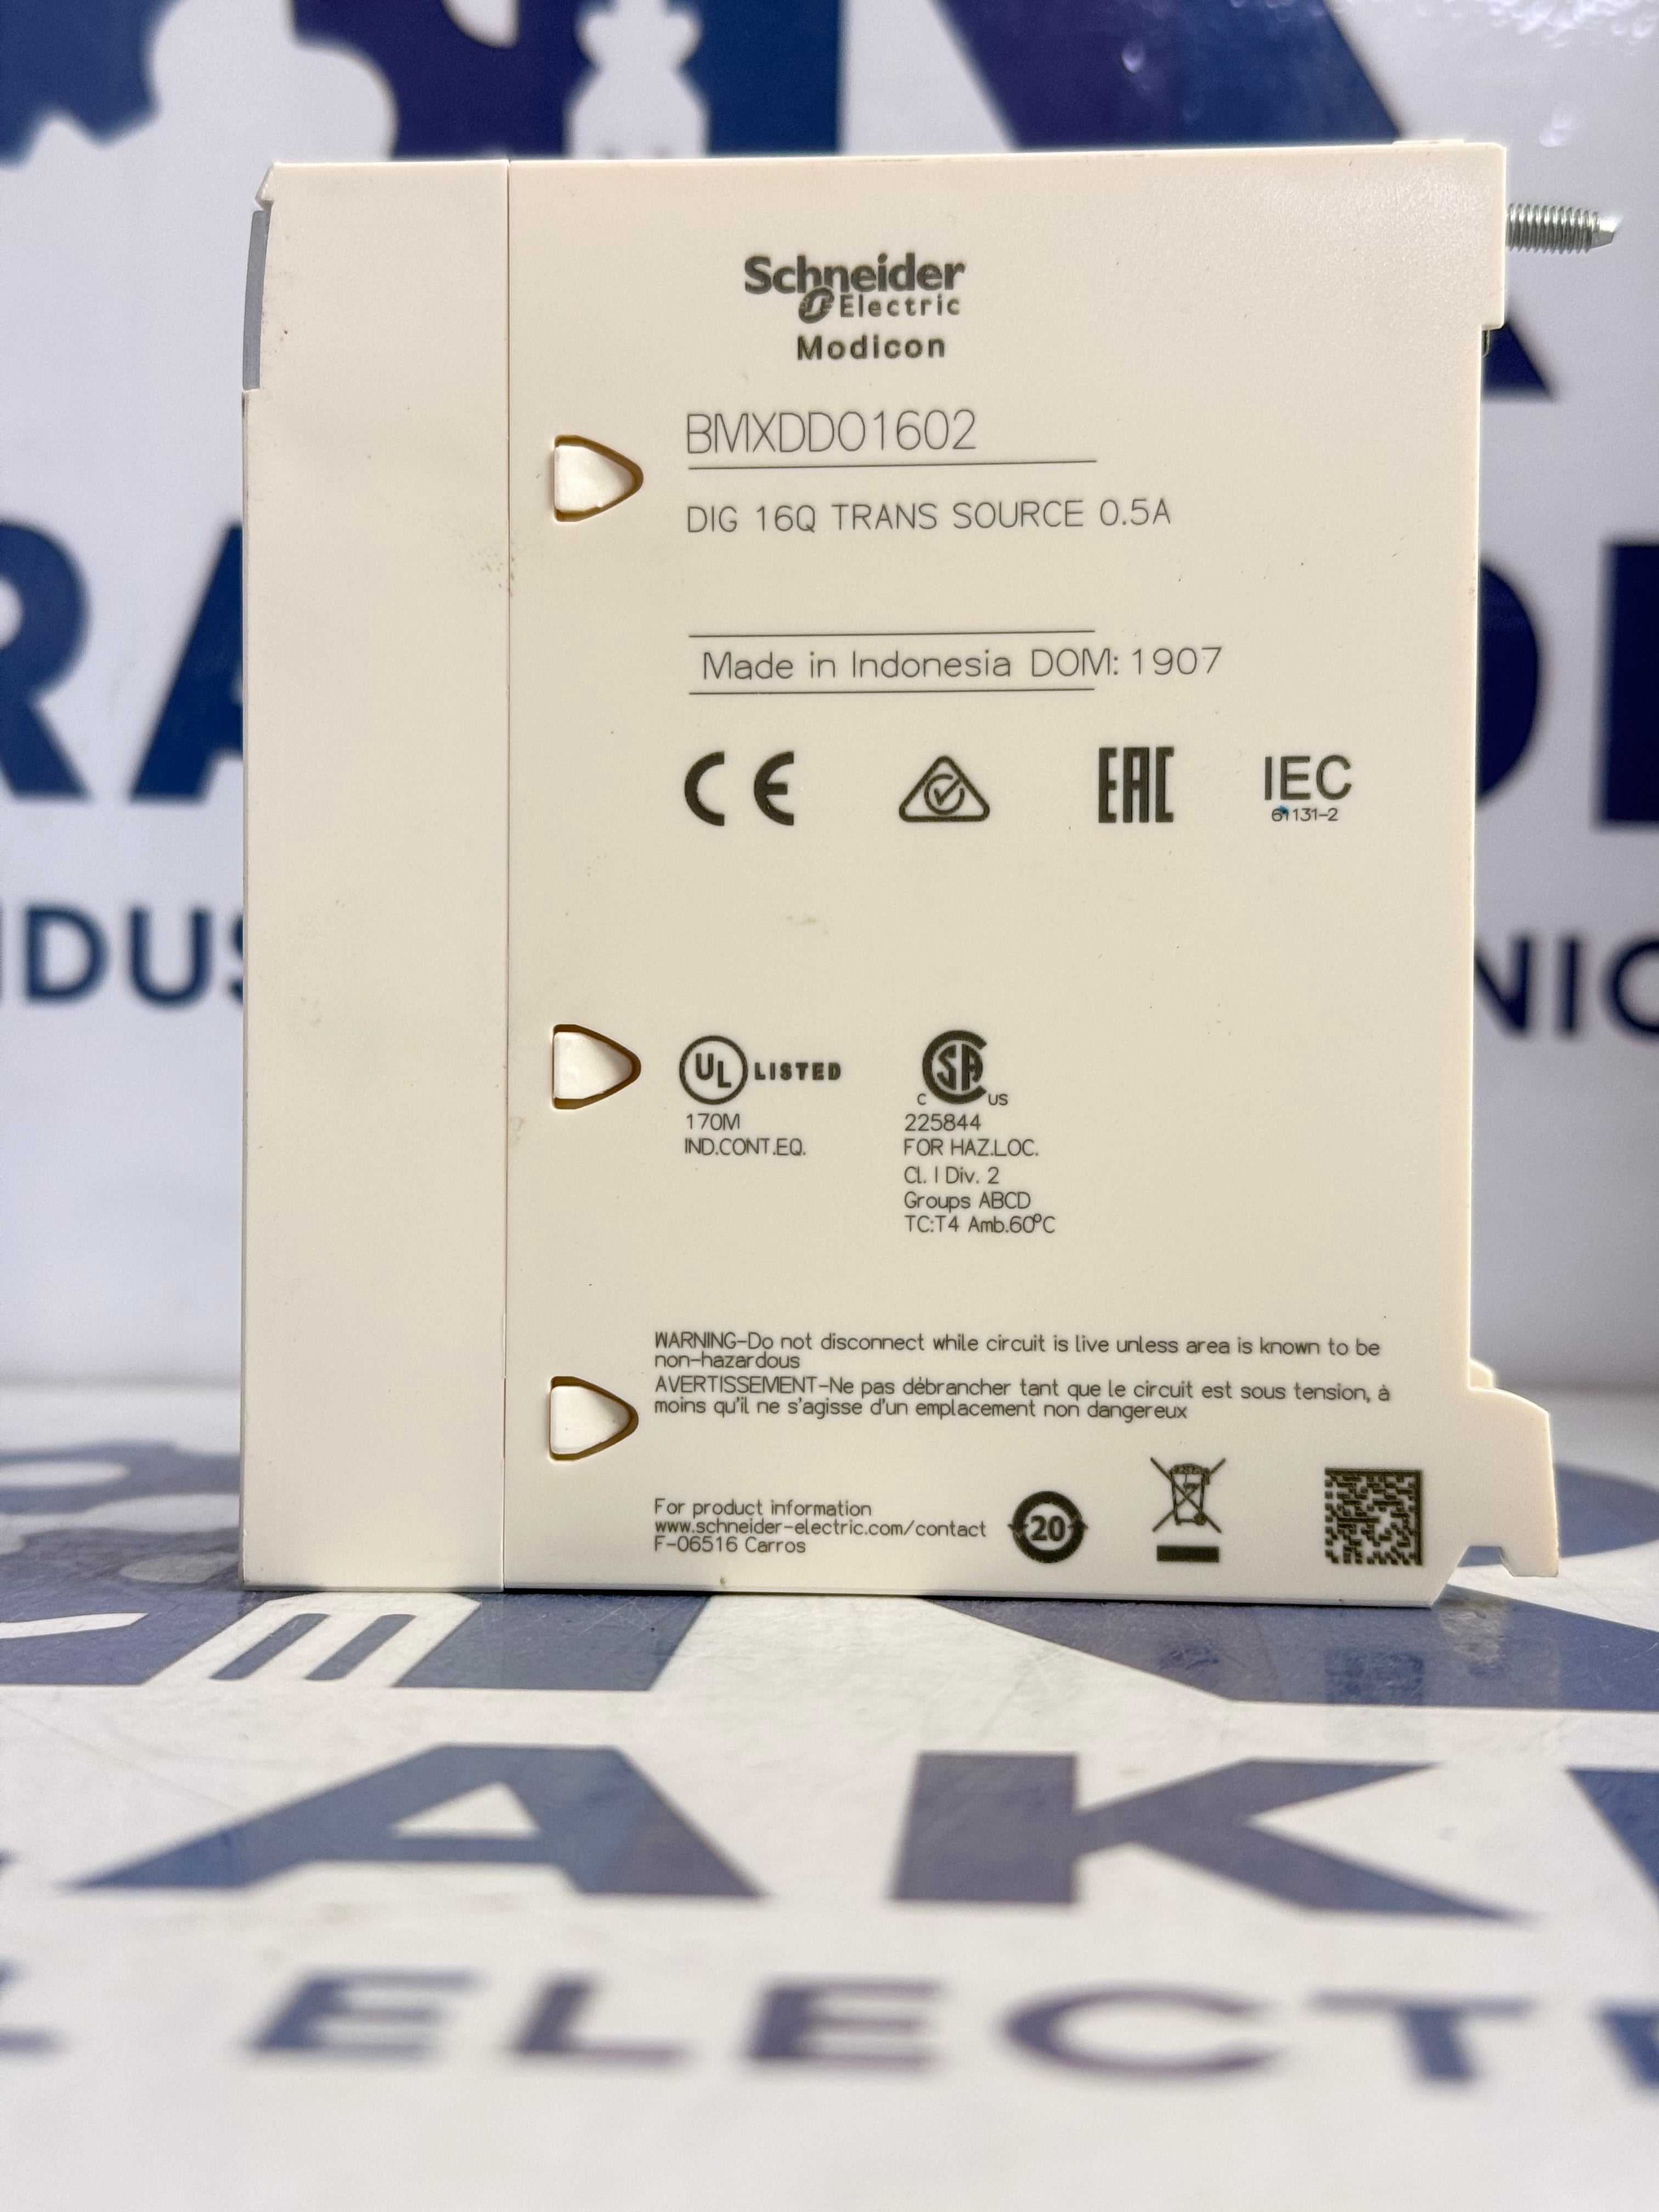 Schneider
Electric
Modicon
BMXDDO1602
DIG 16Q TRANS SOURCE 0.5A
Made in Indonesia DOM: 1907
CE
EAC
IEC
61131-2
UL LISTED
170M
IND.CONT.EQ.
C SA US
225844
FOR HAZ.LOC.
Cl. I Div. 2
Groups ABCD
TC:T4 Amb.60ºC
WARNING-Do not disconnect while circuit is live unless area is known to be
non-hazardous
AVERTISSEMENT-Ne pas débrancher tant que le circuit est sous tension, à
moins qu'il ne s'agisse d'un emplacement non dangereux
For product information
www.schneider-electric.com/contact
F-06516 Carros
20